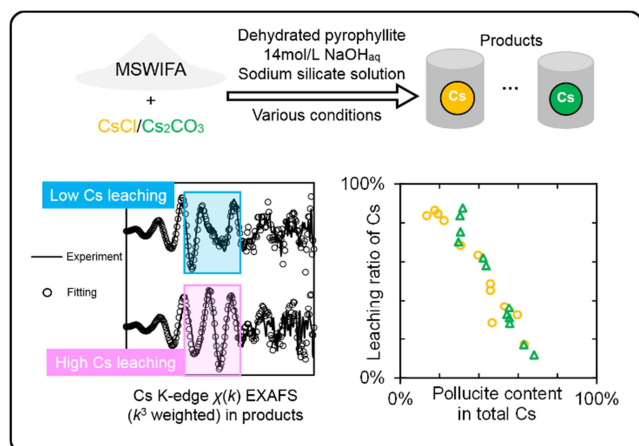 Dehydrated pyrophyllite
14mol/L NaOHaq
Sodium silicate solution
Various conditions
MSWIFA
+
CsCl/Cs₂CO₃
Products
Cs
...
Cs
Low Cs leaching
Experiment
Fitting
High Cs leaching
Cs K-edge χ(k) EXAFS
(k³ weighted) in products
100%
Leaching ratio of Cs
0%
0%
100%
Pollucite content
in total Cs